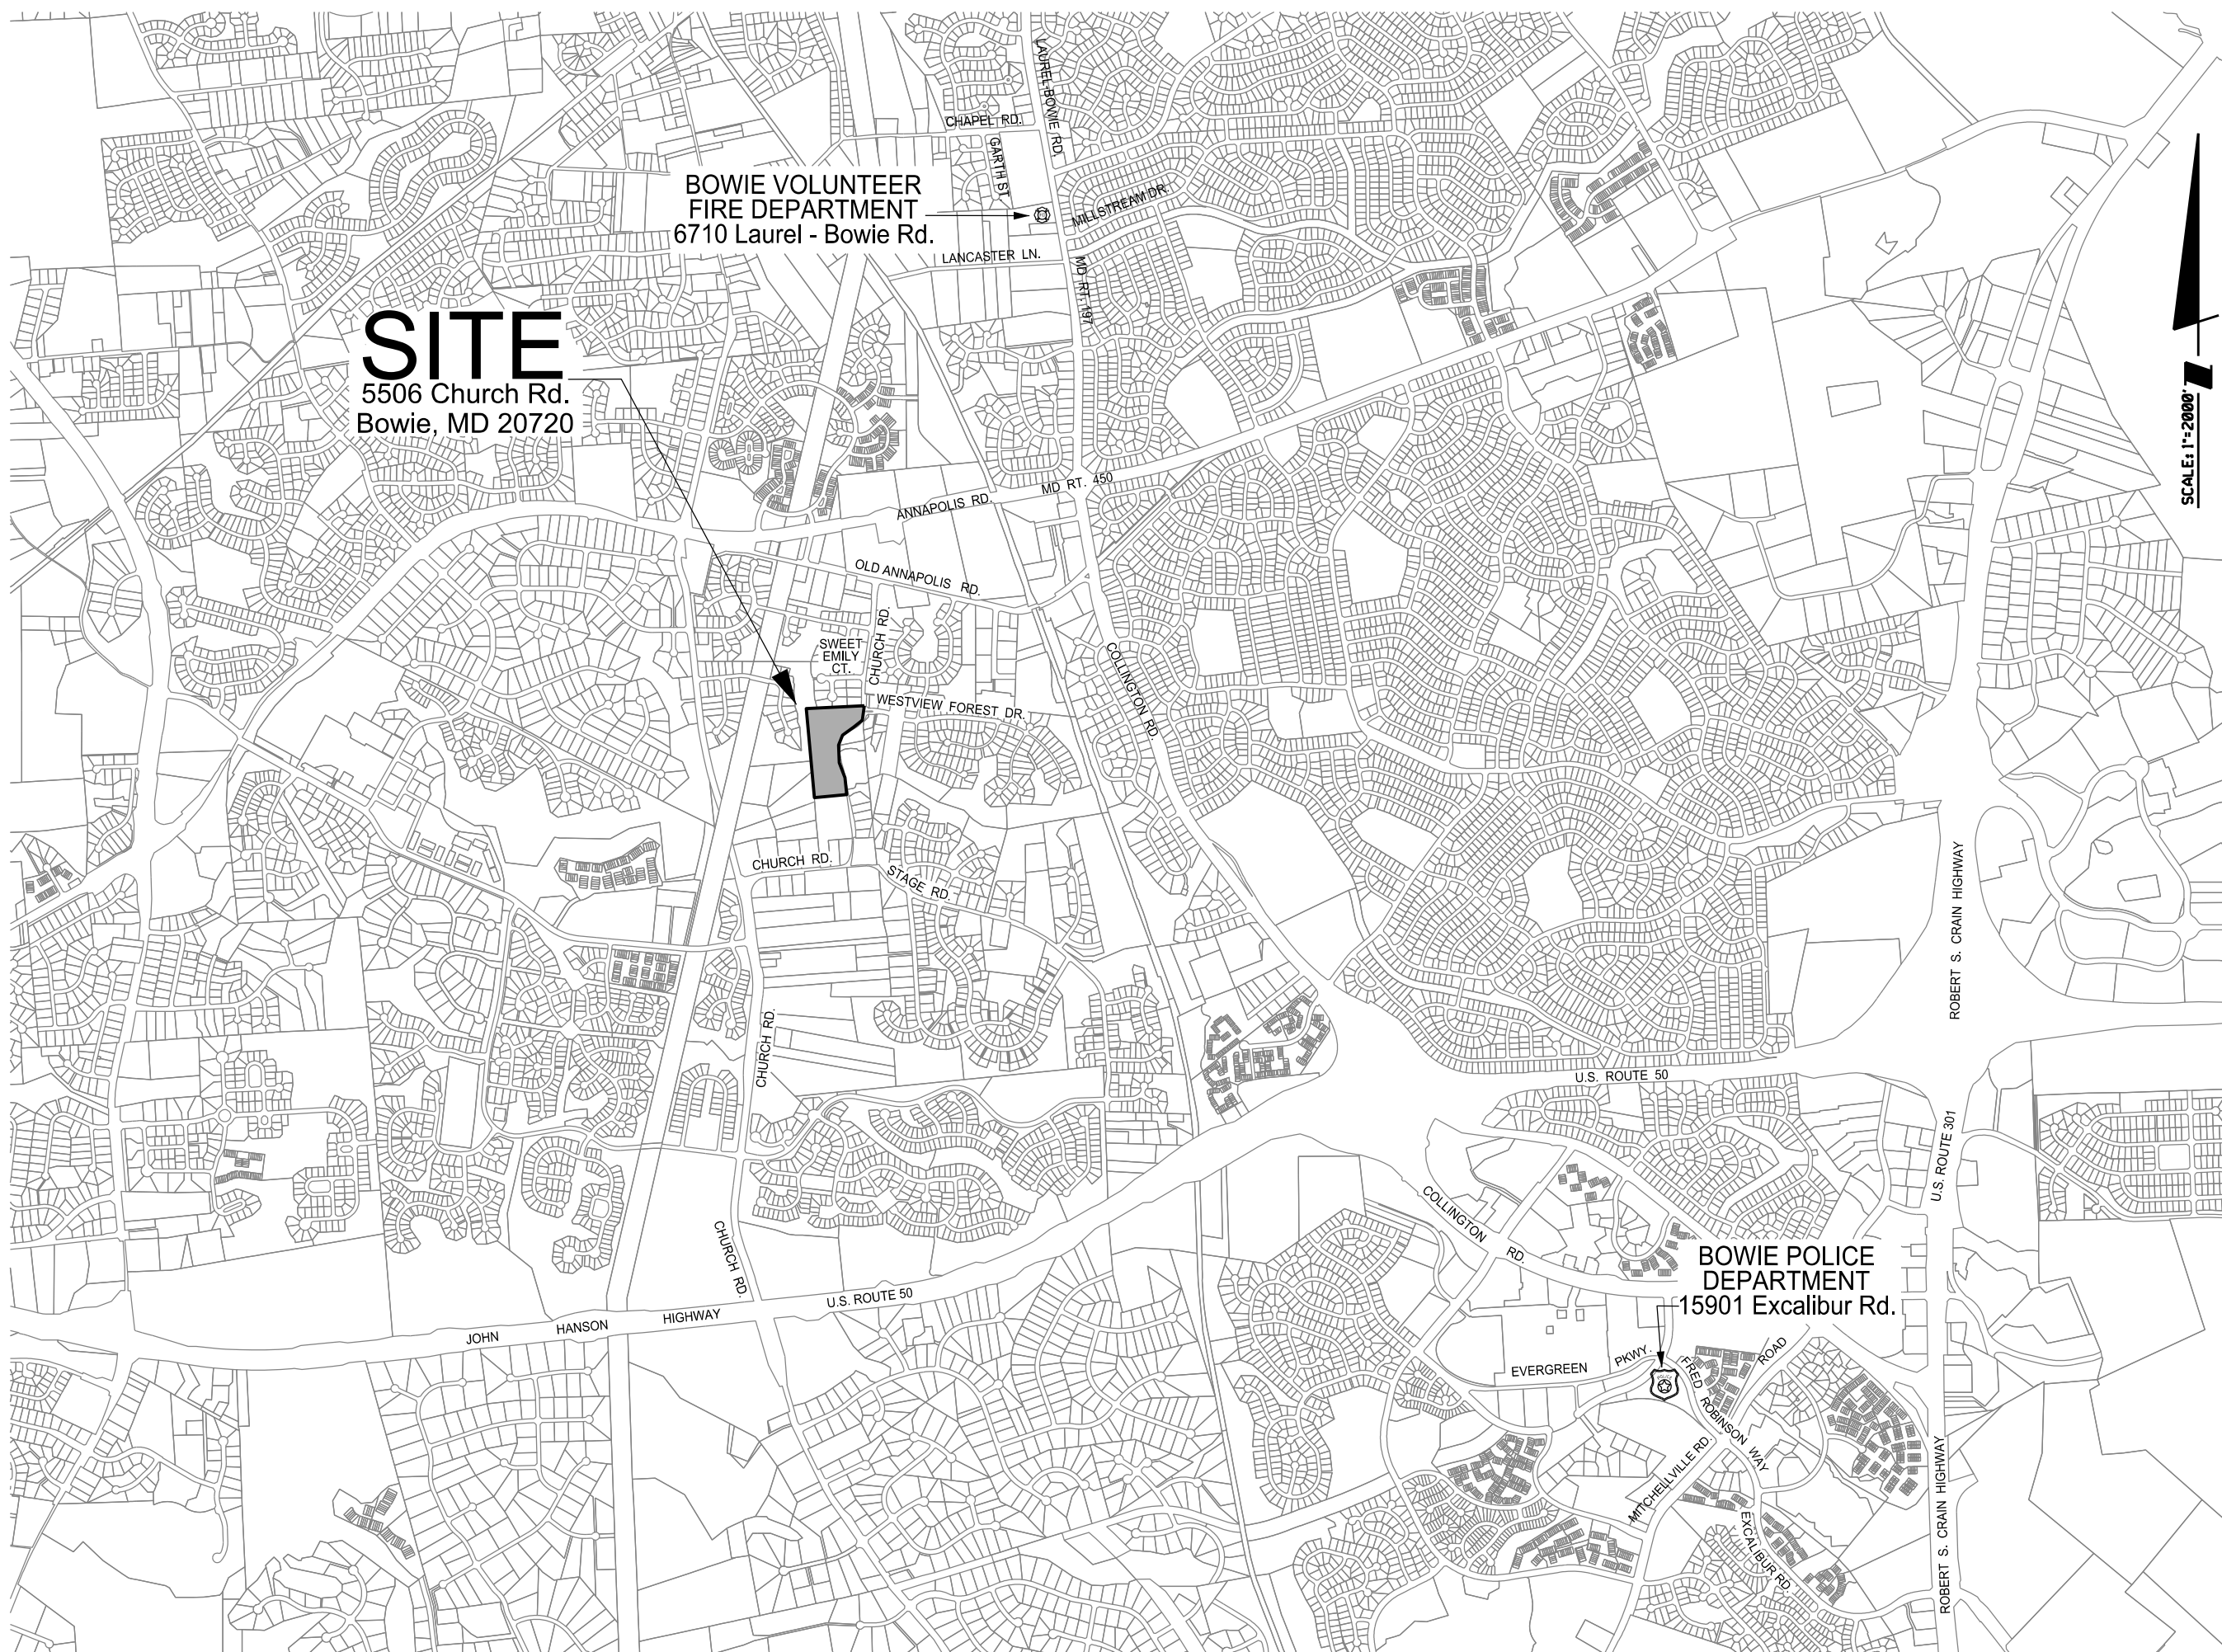 LAUREL-BOWIE RD.
CHAPEL RD.
GARTH ST.
BOWIE VOLUNTEER
FIRE DEPARTMENT
6710 Laurel - Bowie Rd.
MILLSTREAM DR.
LANCASTER LN.
MD RT. 197
SITE
5506 Church Rd.
Bowie, MD 20720
SCALE: 1"=2000'
MD RT. 450
ANNAPOLIS RD.
OLD ANNAPOLIS RD.
CHURCH RD.
SWEET
EMILY
CT.
WESTVIEW FOREST DR.
COLLINGTON RD.
CHURCH RD.
STAGE RD.
ROBERT S. CRAIN HIGHWAY
CHURCH RD.
U.S. ROUTE 50
U.S. ROUTE 301
COLLINGTON RD.
CHURCH RD.
BOWIE POLICE
DEPARTMENT
15901 Excalibur Rd.
JOHN HANSON HIGHWAY
U.S. ROUTE 50
EVERGREEN PKWY.
FRED ROBINSON WAY
ROAD
POLICE
MITCHELLVILLE RD.
EXCALIBUR RD.
ROBERT S. CRAIN HIGHWAY